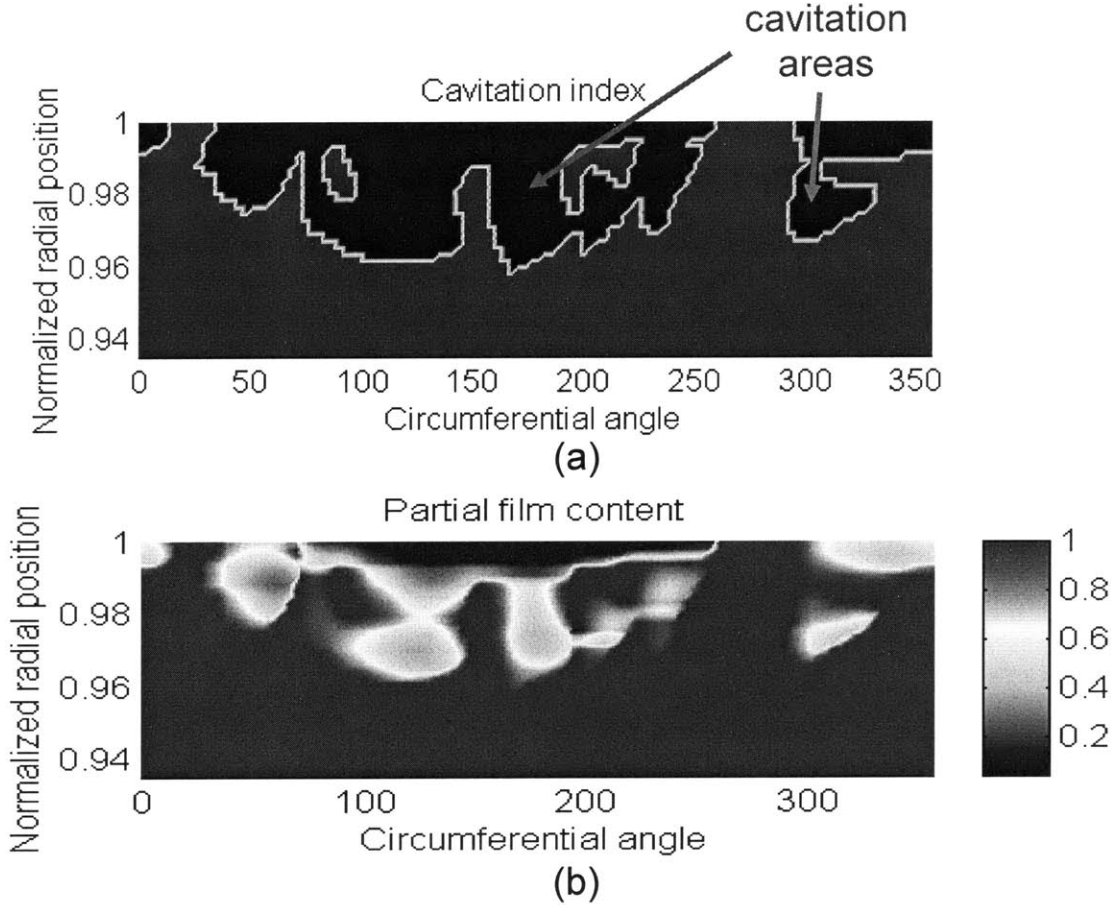 cavitation
areas
Cavitation index
Normalized radial position
1
0.98
0.96
0.94
0 50 100 150 200 250 300 350
Circumferential angle
(a)
Partial film content
Normalized radial position
1
0.98
0.96
0.94
0 100 200 300
Circumferential angle
1
0.8
0.6
0.4
0.2
(b)